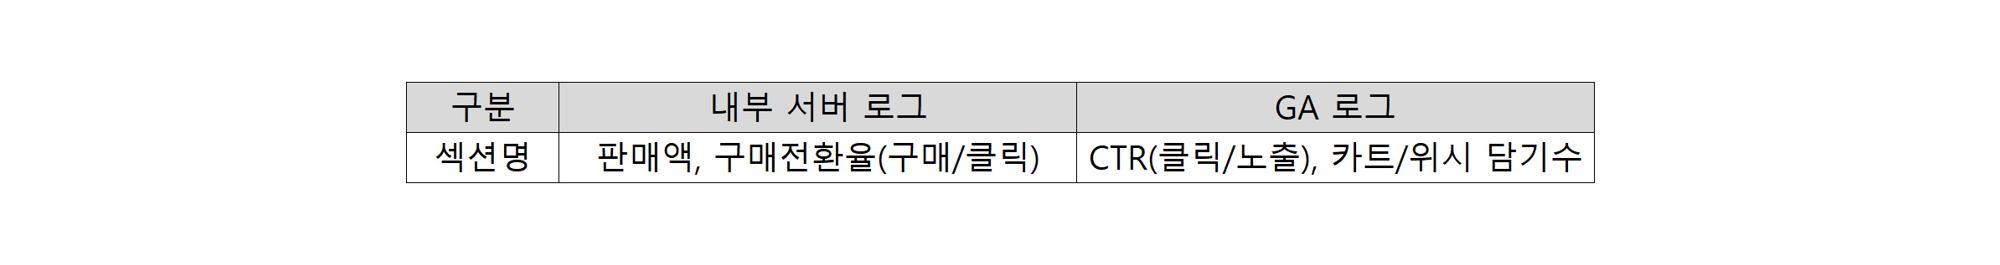 구분 내부 서버 로그 GA 로그
섹션명 판매액, 구매전환율(구매/클릭) CTR(클릭/노출), 카트/위시 담기수